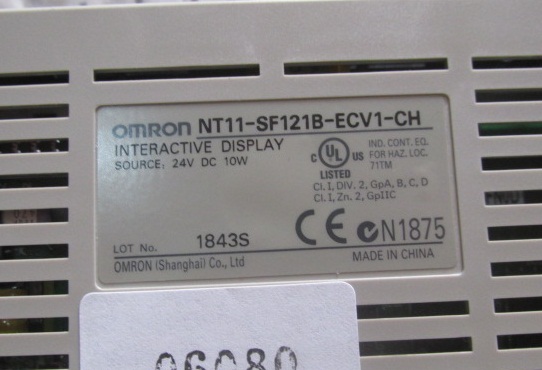 OMRON NT11-SF121B-ECV1-CH
INTERACTIVE DISPLAY
SOURCE: 24V DC 10W
C UL US
LISTED
IND. CONT. EQ.
FOR HAZ. LOC.
71TM
Cl. I, DIV. 2, GpA, B, C, D
Cl. I, Zn. 2, GpIIC
LOT No. 1843S
CE N1875
OMRON (Shanghai) Co., Ltd
MADE IN CHINA